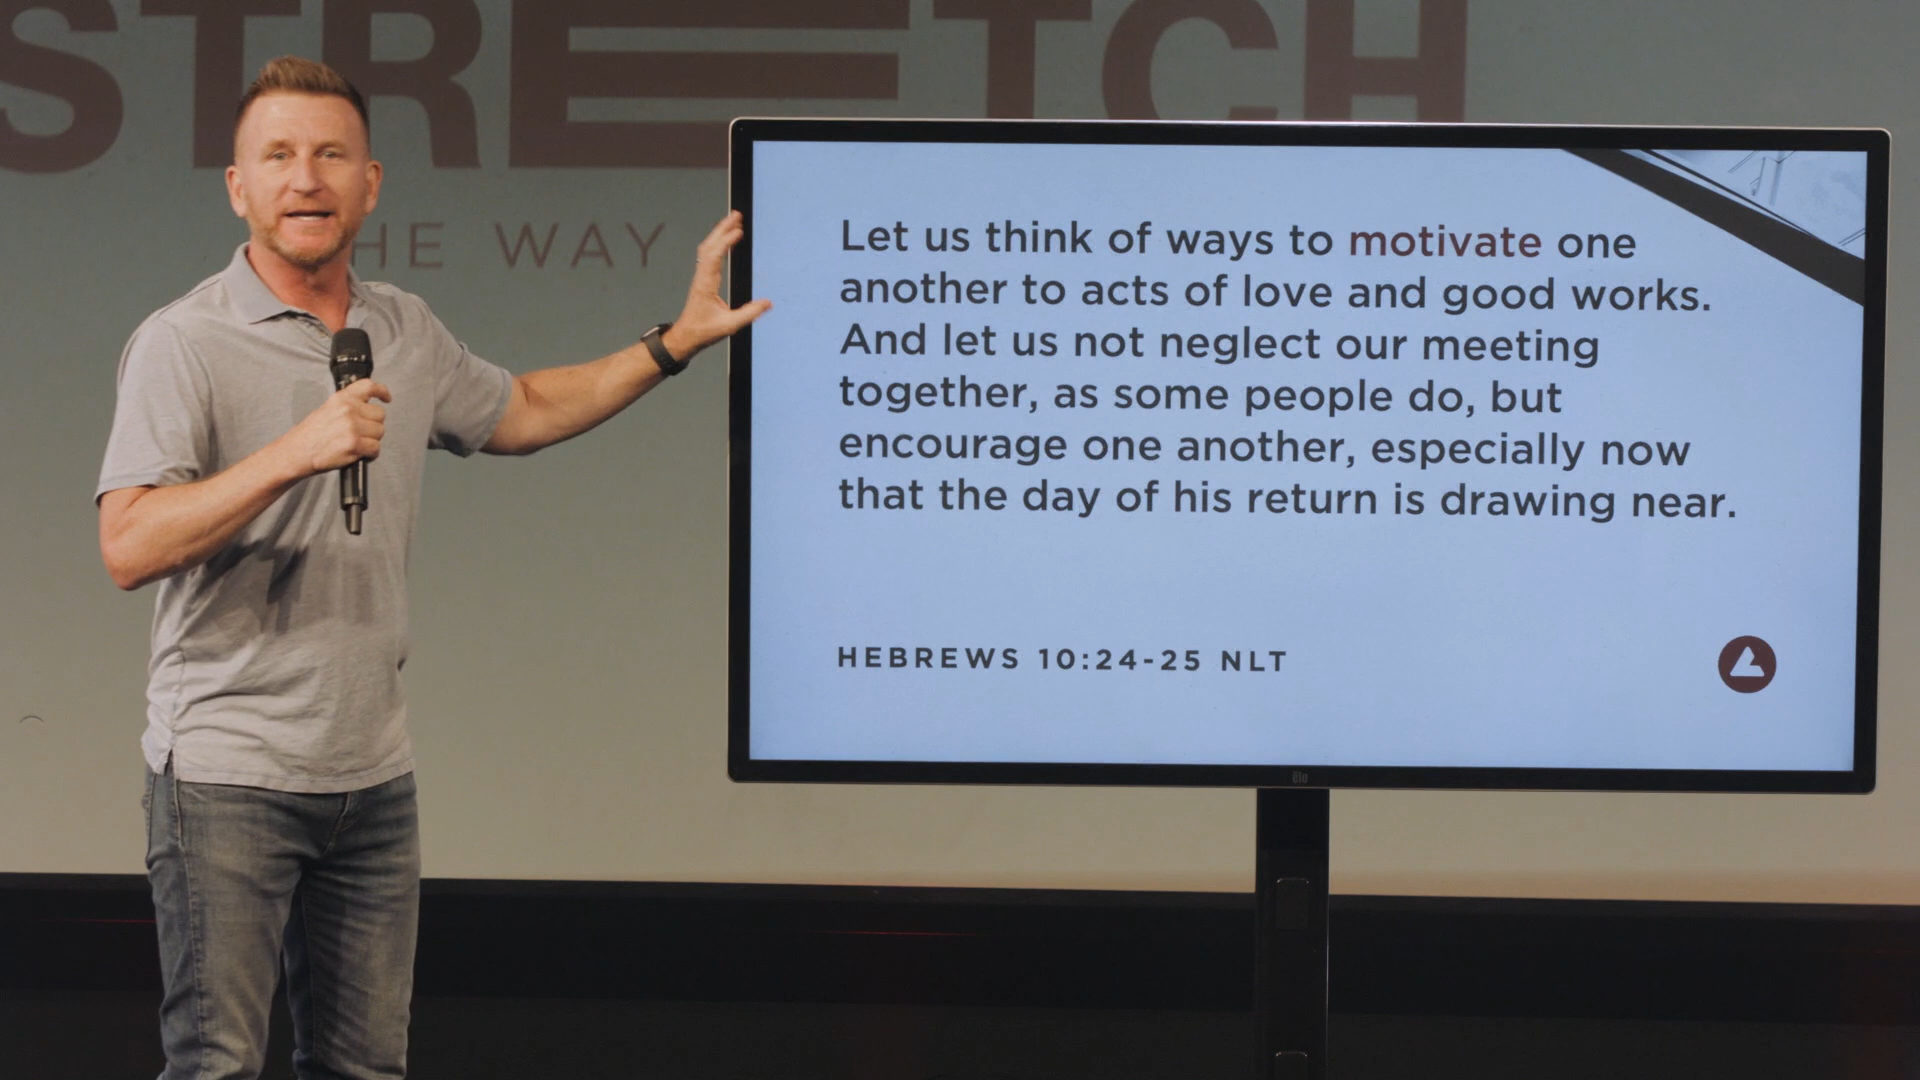 STRETCH
HE WAY
Let us think of ways to motivate one
another to acts of love and good works.
And let us not neglect our meeting
together, as some people do, but
encourage one another, especially now
that the day of his return is drawing near.
HEBREWS 10:24-25 NLT
elo